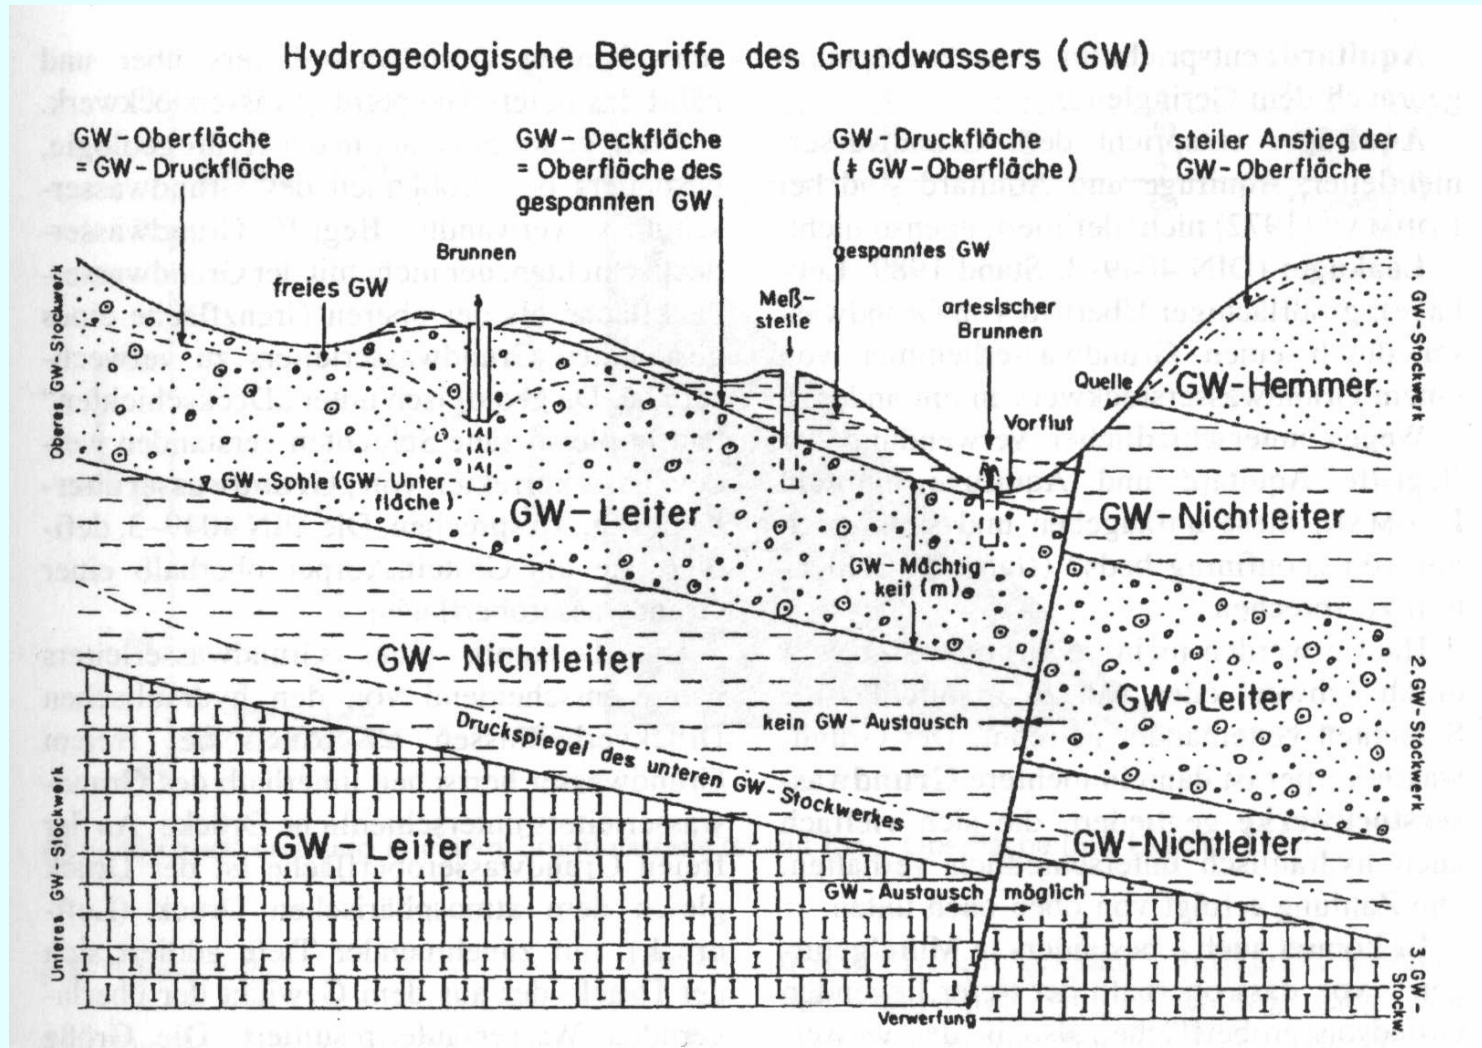 Hydrogeologische Begriffe des Grundwassers (GW)
GW-Oberfläche
= GW-Druckfläche
GW-Deckfläche
= Oberfläche des
gespannten GW
GW-Druckfläche
(‡ GW-Oberfläche)
steiler Anstieg der
GW-Oberfläche
Brunnen
freies GW
Meß-
stelle
gespanntes GW
artesischer
Brunnen
Quelle
Vorflut
Oberes GW-Stockwerk
1. GW-Stockwerk
GW-Hemmer
GW-Sohle (GW-Unter
fläche)
GW-Leiter
GW-Nichtleiter
GW Mächtig
keit (m)
GW-Nichtleiter
GW-Leiter
2. GW-Stockwerk
kein GW-Austausch
Druckspiegel des unteren GW-Stockwerkes
GW-Leiter
GW-Nichtleiter
GW-Austausch möglich
Unteres GW-Stockwerk
3. GW-
Stockw.
Verwerfung